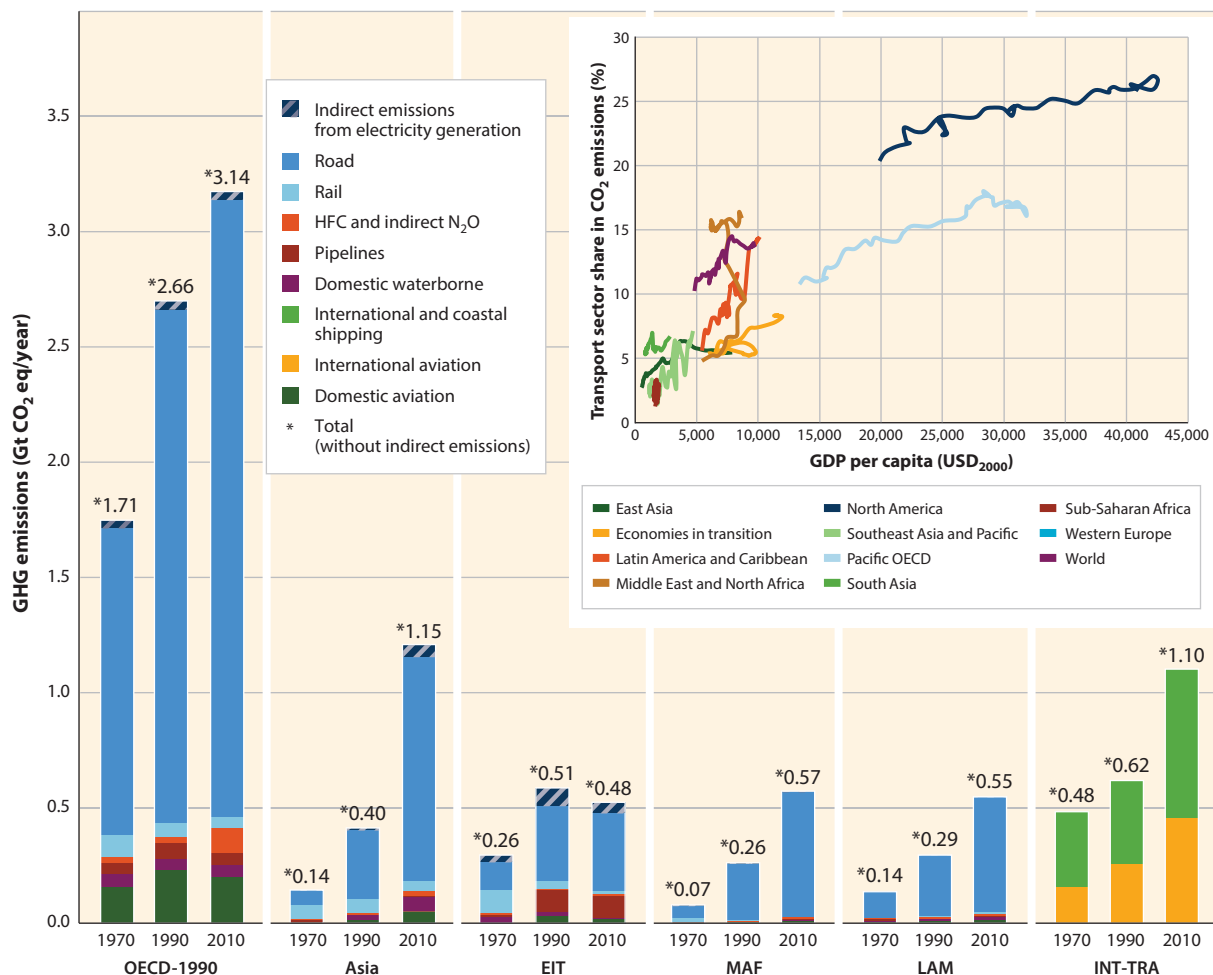 GHG emissions (Gt CO2 eq/year)
3.5
3.0
2.5
2.0
1.5
1.0
0.5
0.0
Indirect emissions
from electricity generation
Road
Rail
HFC and indirect N2O
Pipelines
Domestic waterborne
International and coastal
shipping
International aviation
Domestic aviation
* Total
(without indirect emissions)
Transport sector share in CO2 emissions (%)
30
25
20
15
10
5
0
0 5,000 10,000 15,000 20,000 25,000 30,000 35,000 40,000 45,000
GDP per capita (USD2000)
East Asia
Economies in transition
Latin America and Caribbean
Middle East and North Africa
North America
Southeast Asia and Pacific
Pacific OECD
South Asia
Sub-Saharan Africa
Western Europe
World
*1.71
*2.66
*3.14
*0.14
*0.40
*1.15
*0.26
*0.51
*0.48
*0.07
*0.26
*0.57
*0.14
*0.29
*0.55
*0.48
*0.62
*1.10
1970 1990 2010 1970 1990 2010 1970 1990 2010 1970 1990 2010 1970 1990 2010 1970 1990 2010
OECD-1990 Asia EIT MAF LAM INT-TRA